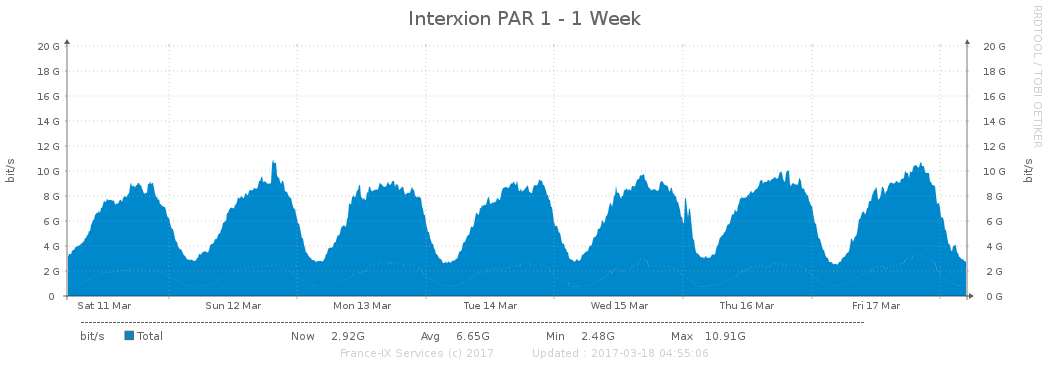 Interxion PAR 1 - 1 Week
RRDTOOL / TOBI OETIKER
bit/s
bit/s
20 G 20 G
18 G 18 G
16 G 16 G
14 G 14 G
12 G 12 G
10 G 10 G
8 G 8 G
6 G 6 G
4 G 4 G
2 G 2 G
0 0 G
Sat 11 Mar Sun 12 Mar Mon 13 Mar Tue 14 Mar Wed 15 Mar Thu 16 Mar Fri 17 Mar
bit/s Total Now 2.92G Avg 6.65G Min 2.48G Max 10.91G
France-IX Services (c) 2017 Updated : 2017-03-18 04:55:06